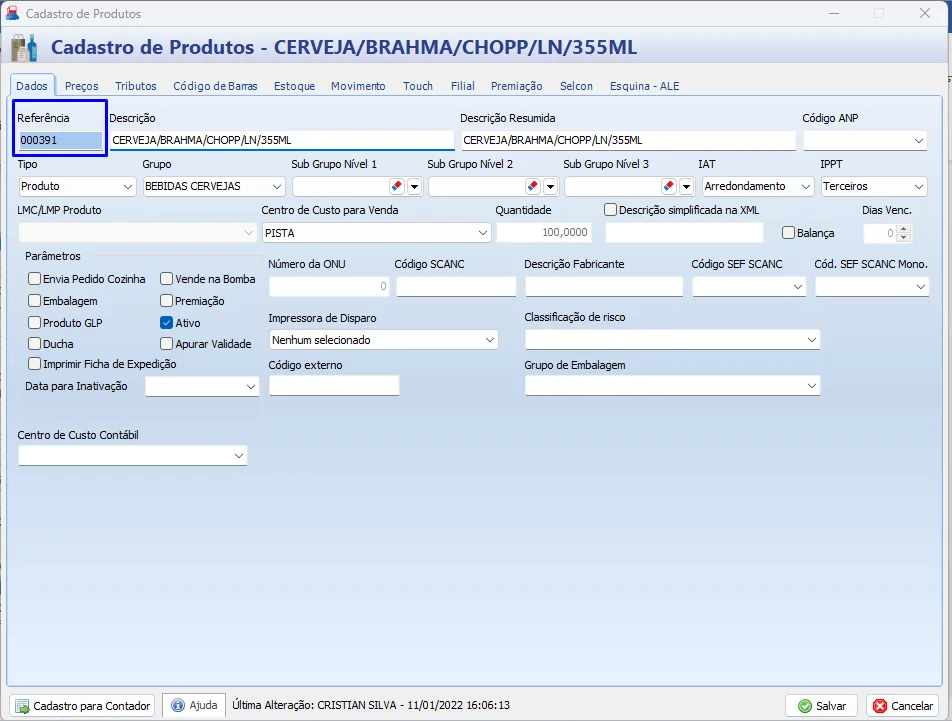 Cadastro de Produtos
Cadastro de Produtos - CERVEJA/BRAHMA/CHOPP/LN/355ML
Dados Preços Tributos Código de Barras Estoque Movimento Touch Filial Premiação Selcon Esquina - ALE
Referência Descrição Descrição Resumida Código ANP
000391 CERVEJA/BRAHMA/CHOPP/LN/355ML CERVEJA/BRAHMA/CHOPP/LN/355ML
Tipo Grupo Sub Grupo Nível 1 Sub Grupo Nível 2 Sub Grupo Nível 3 IAT IPPT
Produto BEBIDAS CERVEJAS Arredondamento Terceiros
LMC/LMP Produto Centro de Custo para Venda Quantidade Descrição simplificada na XML Dias Venc.
PISTA 100,0000 Balança 0
Parâmetros
Número da ONU Código SCANC Descrição Fabricante Código SEF SCANC Cód. SEF SCANC Mono.
Envia Pedido Cozinha Vende na Bomba
0
Embalagem Premiação
Produto GLP Ativo
Impressora de Disparo Classificação de risco
Ducha Apurar Validade
Nenhum selecionado
Imprimir Ficha de Expedição
Código externo Grupo de Embalagem
Data para Inativação
Centro de Custo Contábil
Cadastro para Contador Ajuda Última Alteração: CRISTIAN SILVA - 11/01/2022 16:06:13 Salvar Cancelar